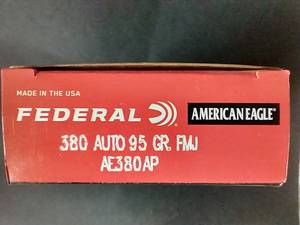 MADE IN THE USA
FEDERAL AMERICAN EAGLE®
380 AUTO 95 GR. FMJ
AE380AP